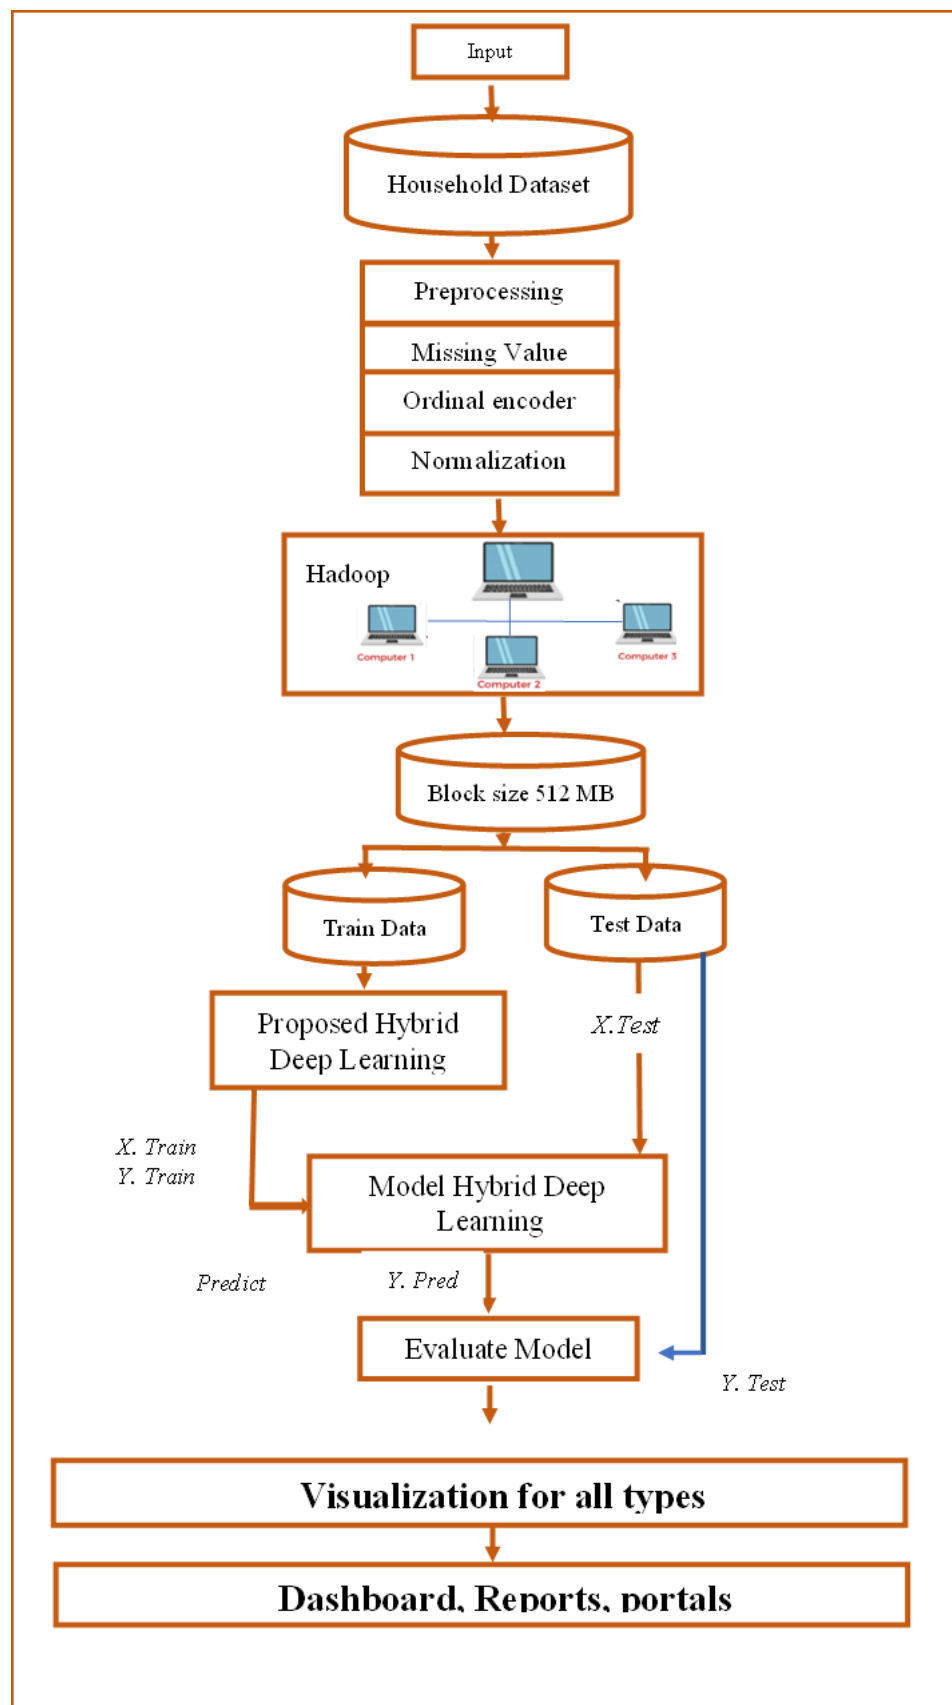 Input
Household Dataset
Preprocessing
Missing Value
Ordinal encoder
Normalization
Hadoop
Computer 1
Computer 3
Computer 2
Block size 512 MB
Train Data
Test Data
Proposed Hybrid
Deep Learning
X.Test
X. Train
Y. Train
Model Hybrid Deep
Learning
Predict
Y. Pred
Evaluate Model
Y. Test
Visualization for all types
Dashboard, Reports, portals